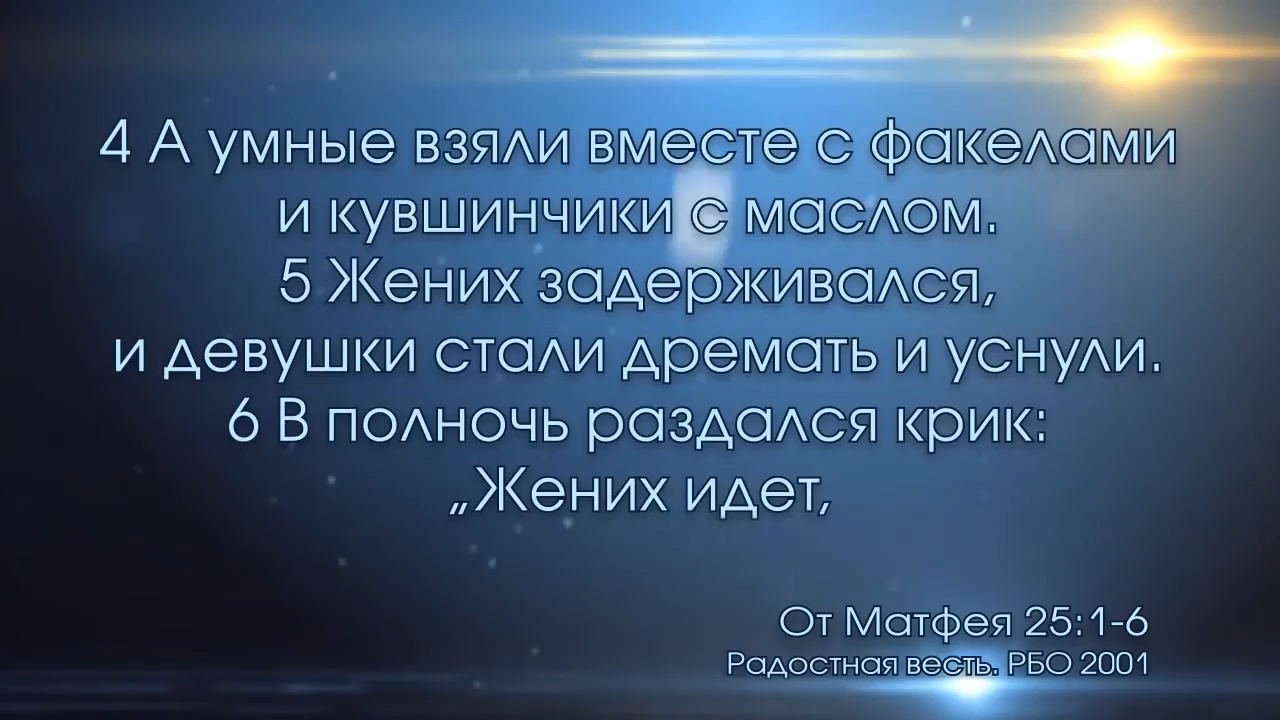 4 А умные взяли вместе с факелами
и кувшинчики с маслом.
5 Жених задерживался,
и девушки стали дремать и уснули.
6 В полночь раздался крик:
„Жених идет,
От Матфея 25:1-6
Радостная весть. РБО 2001